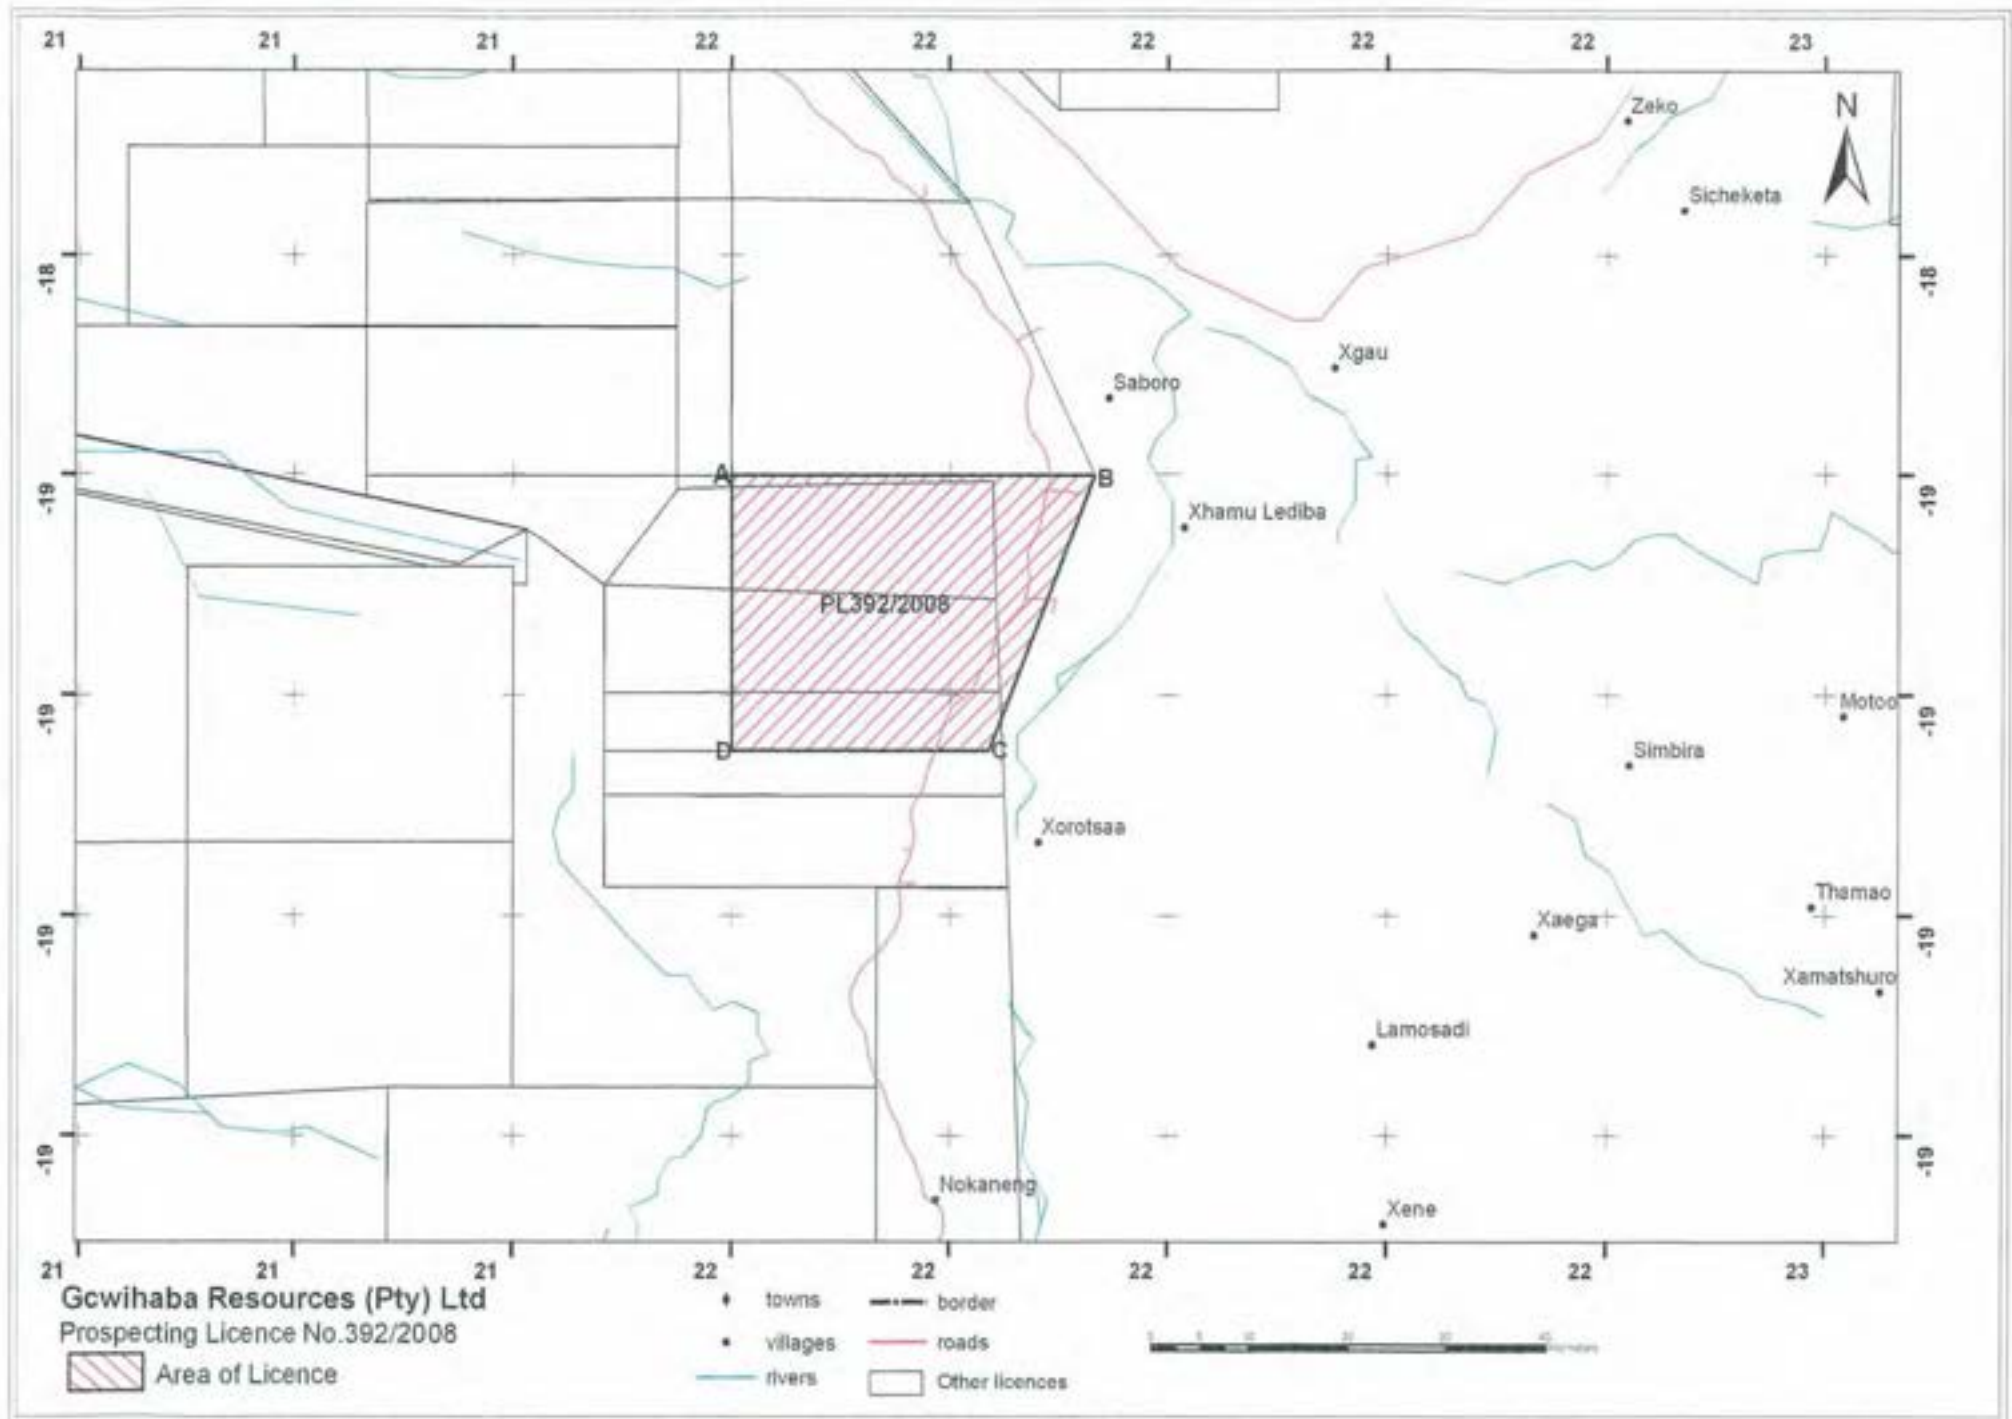 21 21 21 22 22 22 22 22 23
N
Zeko
Sicheketa
-18 -18
Xgau
Saboro
A B
-19 -19
Xhamu Lediba
PL392/2008
-19 -19
Motoo
D C
Simbira
Xorotsaa
Thamao
-19 -19
Xaega
Xamatshuro
Lamosadi
-19 -19
Nokaneng
Xene
21 21 21 22 22 22 22 22 23
Gcwihaba Resources (Pty) Ltd
Prospecting Licence No.392/2008
Area of Licence
towns
villages
rivers
border
roads
Other licences